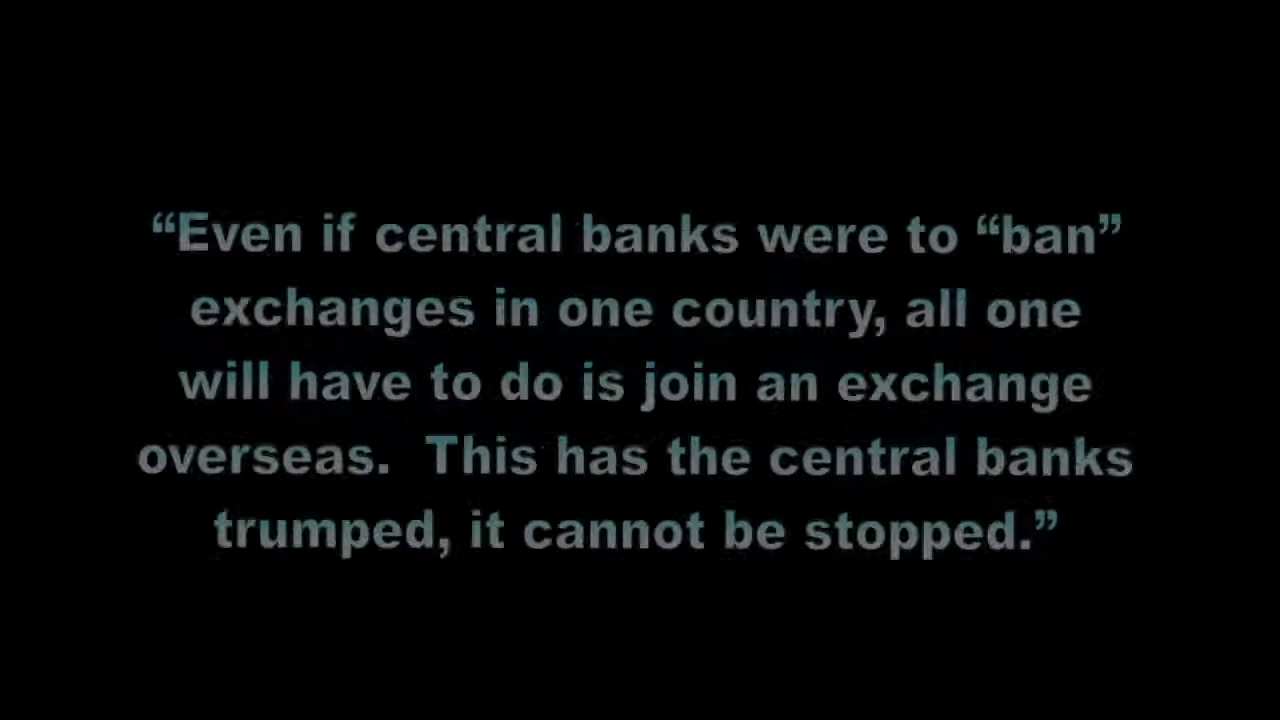 “Even if central banks were to “ban”
exchanges in one country, all one
will have to do is join an exchange
overseas.  This has the central banks
trumped, it cannot be stopped.”